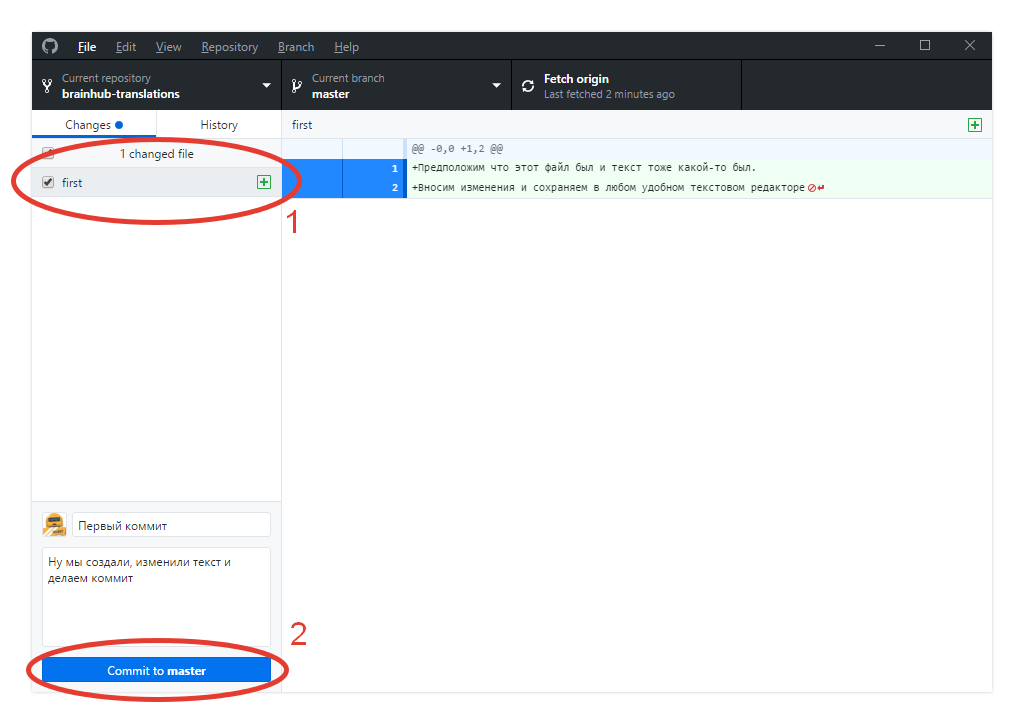 File Edit View Repository Branch Help
Current repository
brainhub-translations
Current branch
master
Fetch origin
Last fetched 2 minutes ago
Changes
History
first
1 changed file
first
1
@@ -0,0 +1,2 @@
1 +Предположим что этот файл был и текст тоже какой-то был.
2 +Вносим изменения и сохраняем в любом удобном текстовом редакторе
Первый коммит
Ну мы создали, изменили текст и
делаем коммит
2
Commit to master